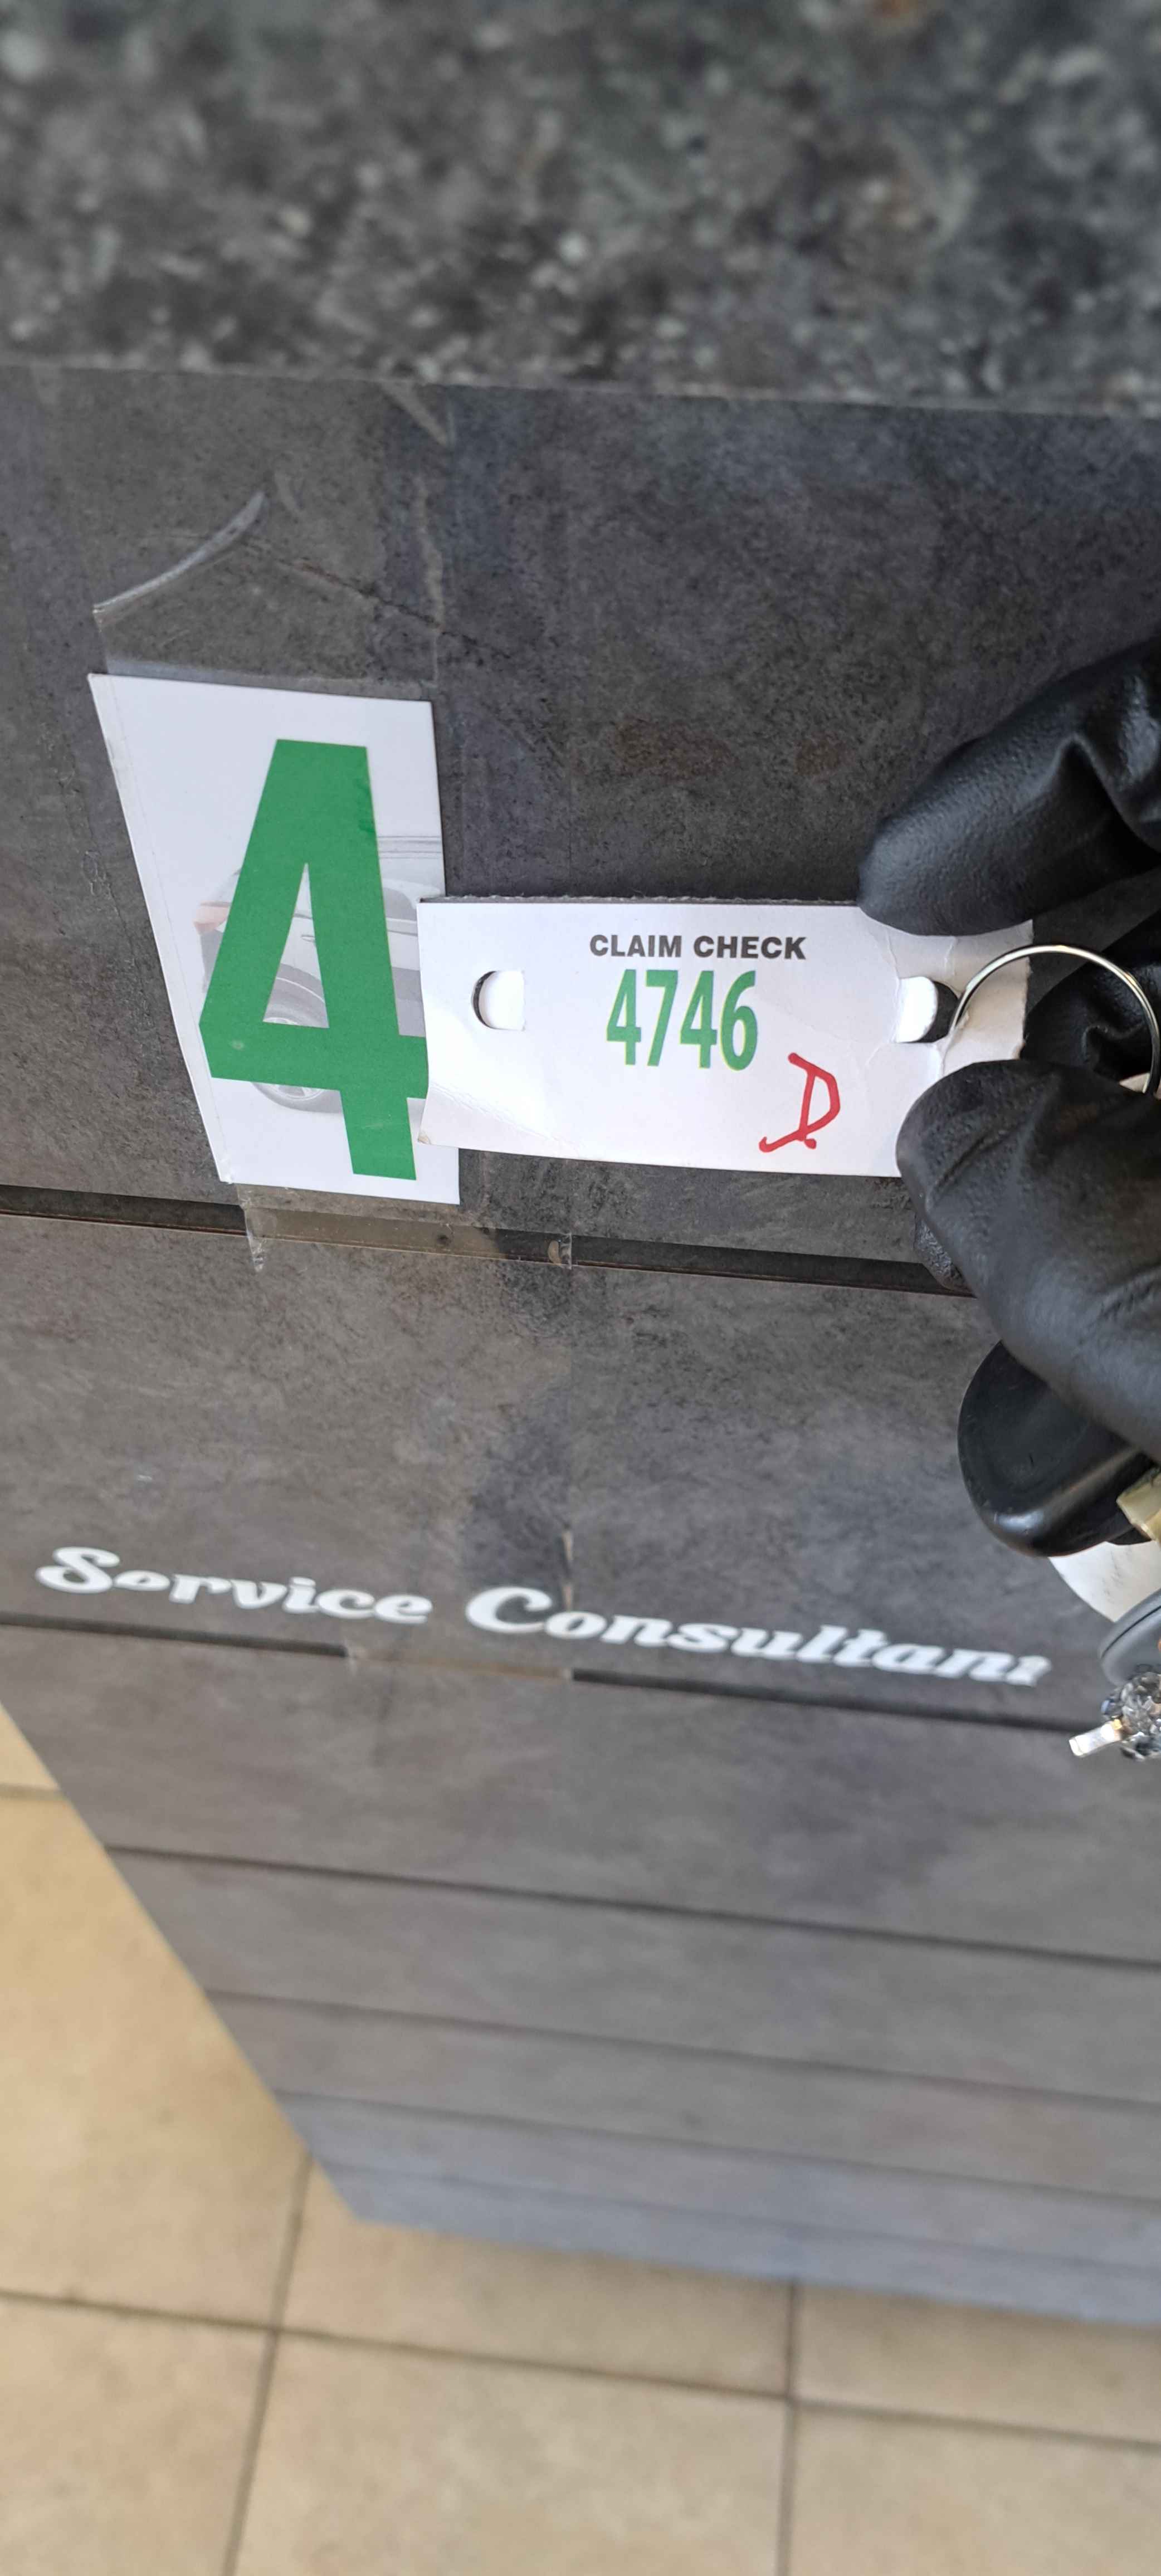 4
CLAIM CHECK
4746
D
Service Consultant